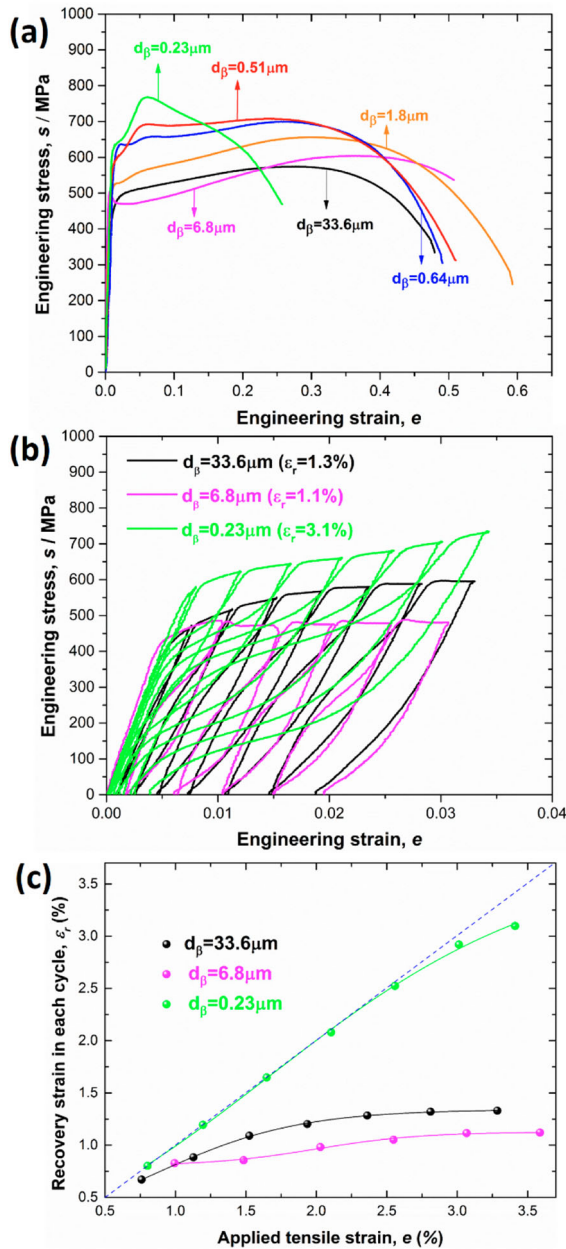 (a)
1000
900
800
700
600
500
400
300
200
100
0
Engineering stress, s / MPa
dβ=0.23μm
dβ=0.51μm
dβ=1.8μm
dβ=6.8μm
dβ=33.6μm
dβ=0.64μm
0.0 0.1 0.2 0.3 0.4 0.5 0.6
Engineering strain, e
(b)
1000
900
800
700
600
500
400
300
200
100
0
Engineering stress, s / MPa
dβ=33.6μm (εr=1.3%)
dβ=6.8μm (εr=1.1%)
dβ=0.23μm (εr=3.1%)
0.00 0.01 0.02 0.03 0.04
Engineering strain, e
(c)
3.5
3.0
2.5
2.0
1.5
1.0
0.5
Recovery strain in each cycle, εr (%)
dβ=33.6μm
dβ=6.8μm
dβ=0.23μm
0.5 1.0 1.5 2.0 2.5 3.0 3.5
Applied tensile strain, e (%)